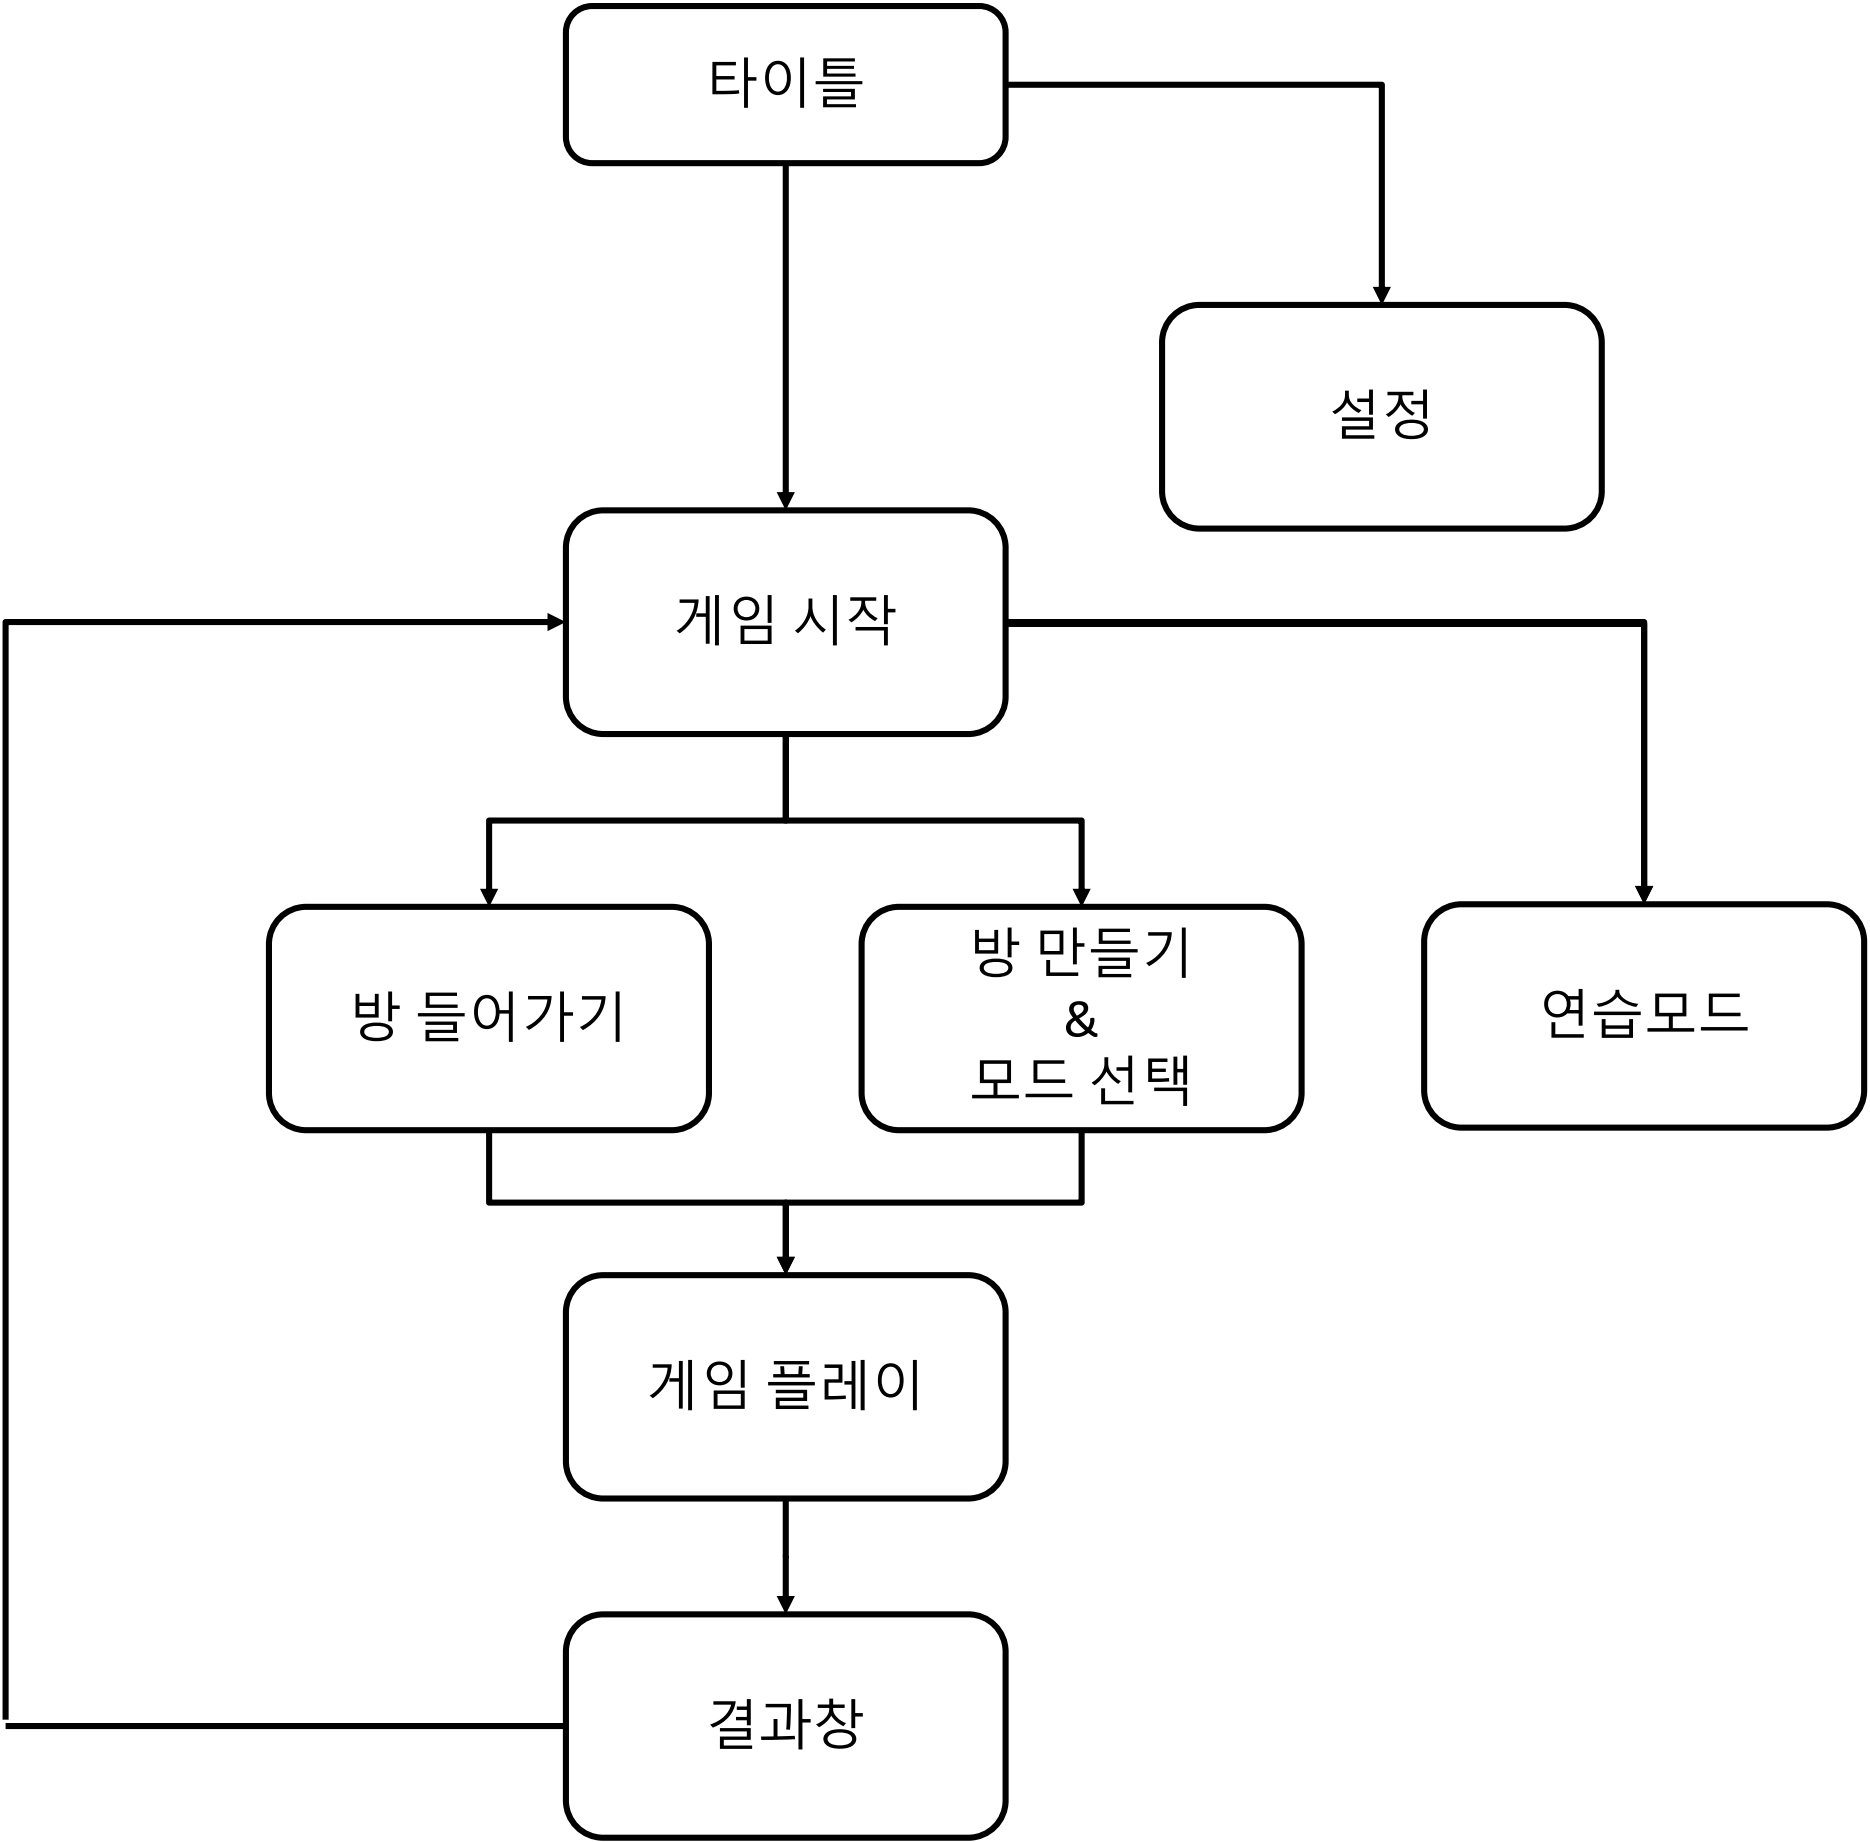 타이틀
설정
게임 시작
방 들어가기
방 만들기
&
모드 선택
연습모드
게임 플레이
결과창